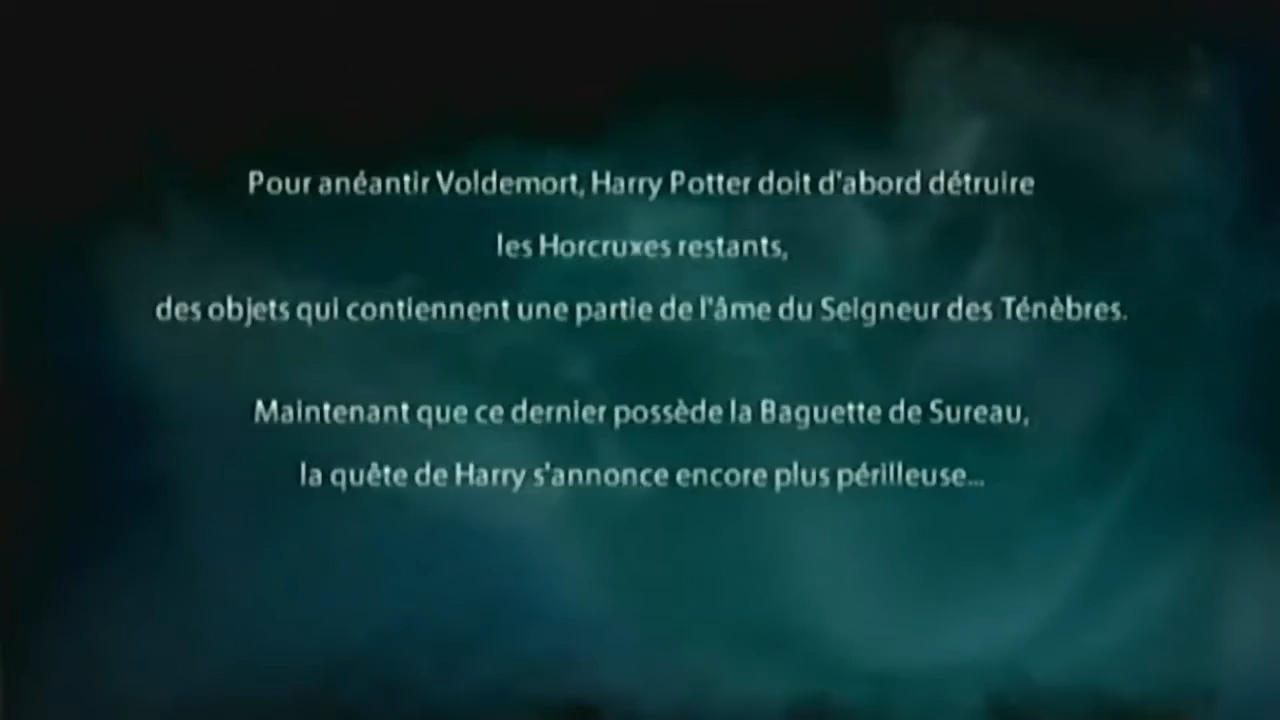 Pour anéantir Voldemort, Harry Potter doit d'abord détruire
les Horcruxes restants,
des objets qui contiennent une partie de l'âme du Seigneur des Ténèbres.
Maintenant que ce dernier possède la Baguette de Sureau,
la quête de Harry s'annonce encore plus périlleuse...